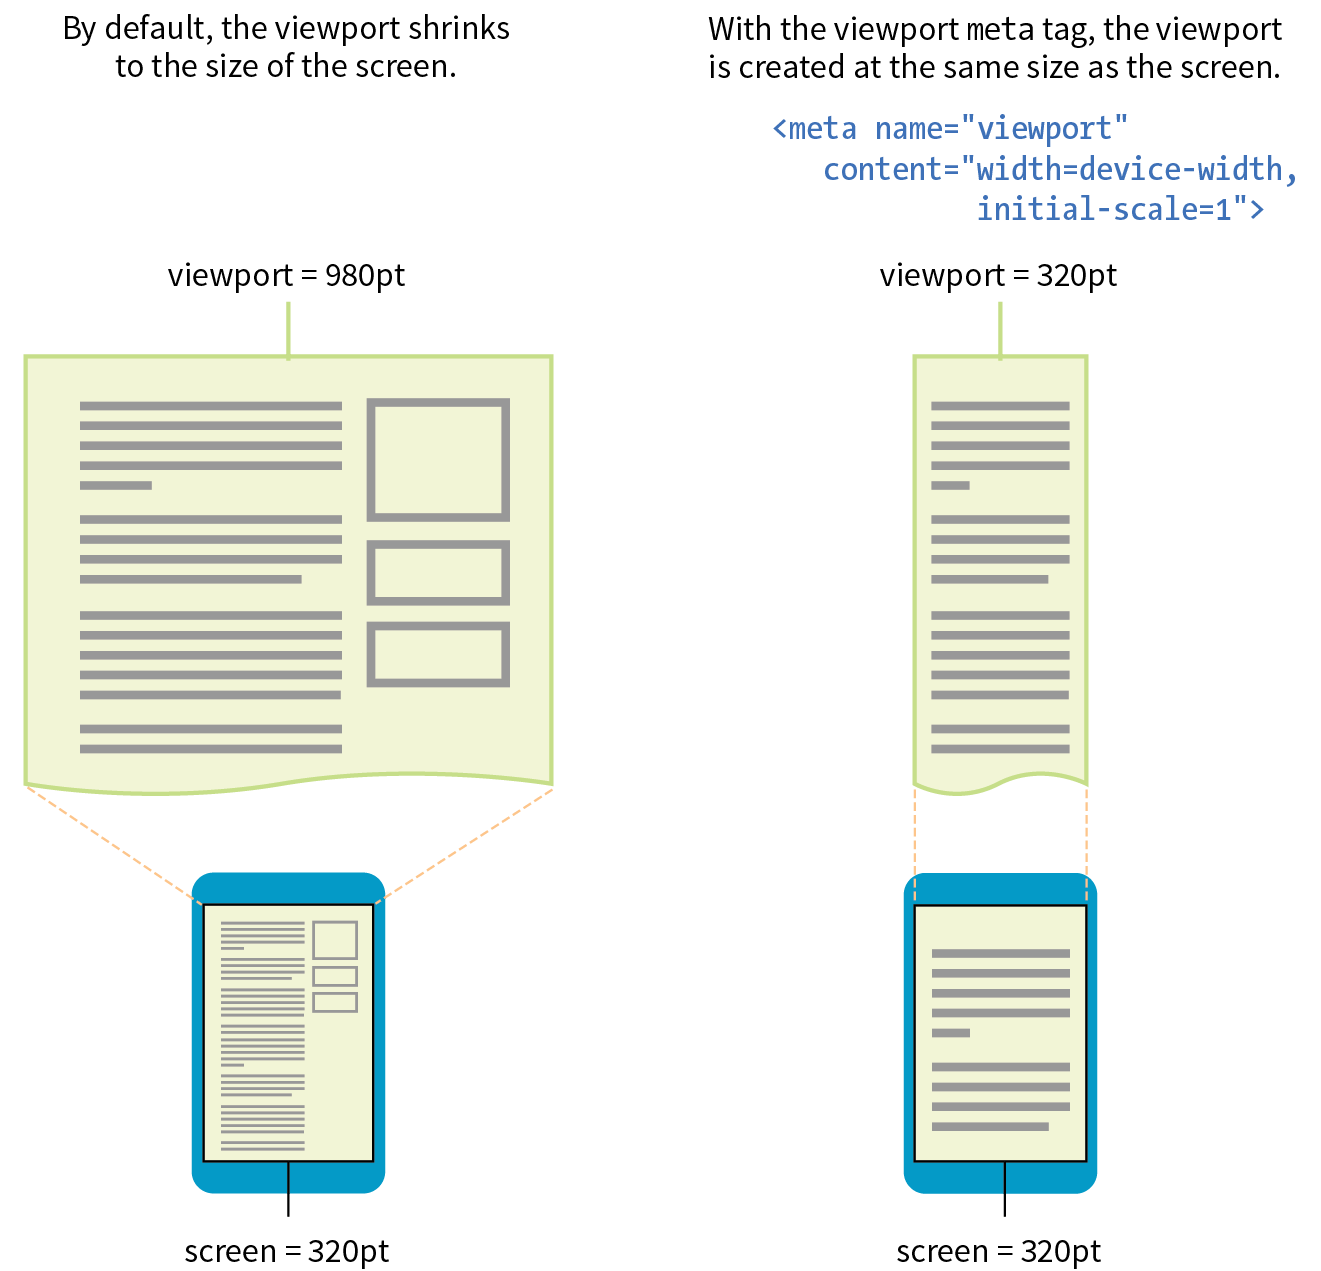 By default, the viewport shrinks
to the size of the screen.
viewport = 980pt
screen = 320pt
With the viewport meta tag, the viewport
is created at the same size as the screen.
<meta name="viewport"
content="width=device-width,
initial-scale=1">
viewport = 320pt
screen = 320pt